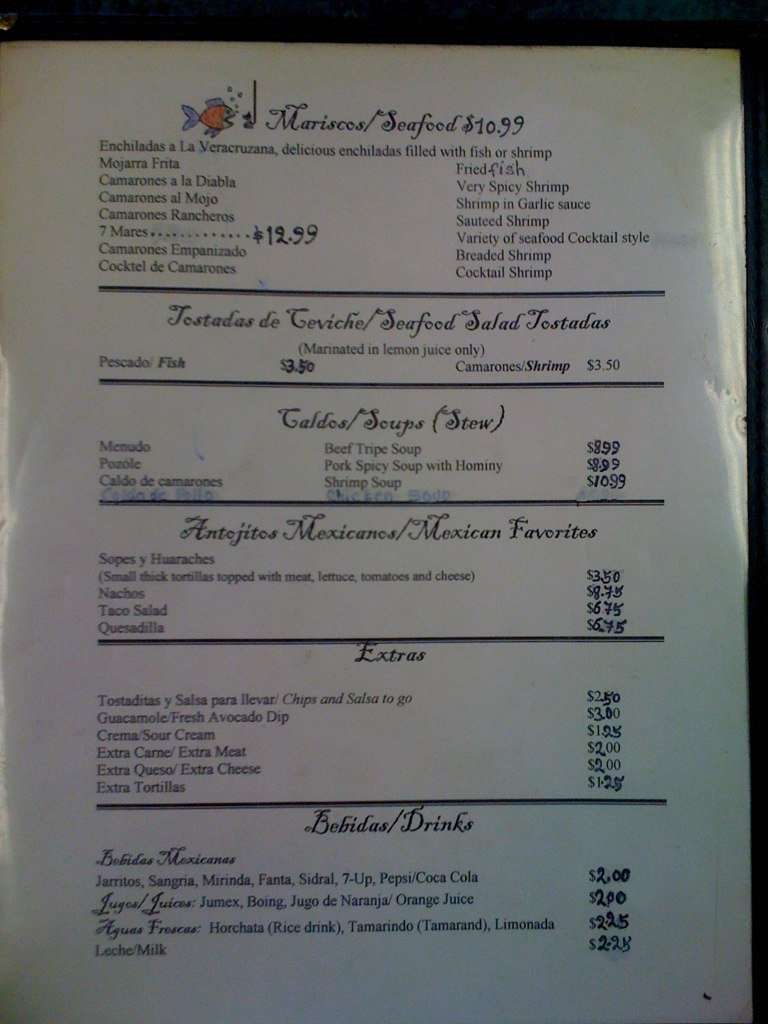 Mariscos/Seafood $10.99
Enchiladas a La Veracruzana, delicious enchiladas filled with fish or shrimp
Mojarra Frita Fried fish
Camarones a la Diabla Very Spicy Shrimp
Camarones al Mojo Shrimp in Garlic sauce
Camarones Rancheros Sauteed Shrimp
7 Mares.............$12.99 Variety of seafood Cocktail style
Camarones Empanizado Breaded Shrimp
Cocktel de Camarones Cocktail Shrimp
Tostadas de Ceviche/Seafood Salad Tostadas
(Marinated in lemon juice only)
Pescado/ Fish $3.50 Camarones/Shrimp $3.50
Caldos/Soups (Stew)
Menudo Beef Tripe Soup $8.99
Pozole Pork Spicy Soup with Hominy $8.99
Caldo de camarones Shrimp Soup $10.99
Caldo de Pollo Chicken Soup
Antojitos Mexicanos/Mexican Favorites
Sopes y Huaraches
(Small thick tortillas topped with meat, lettuce, tomatoes and cheese) $3.50
Nachos $8.75
Taco Salad $6.75
Quesadilla $6.75
Extras
Tostaditas y Salsa para llevar/ Chips and Salsa to go $2.50
Guacamole/Fresh Avocado Dip $3.00
Crema/Sour Cream $1.25
Extra Carne/ Extra Meat $2.00
Extra Queso/ Extra Cheese $2.00
Extra Tortillas $1.25
Bebidas/Drinks
Bebidas Mexicanas
Jarritos, Sangria, Mirinda, Fanta, Sidral, 7-Up, Pepsi/Coca Cola $2.00
Jugos/Juices: Jumex, Boing, Jugo de Naranja/ Orange Juice $2.00
Aguas Frescas: Horchata (Rice drink), Tamarindo (Tamarand), Limonada $2.25
Leche/Milk $2.25